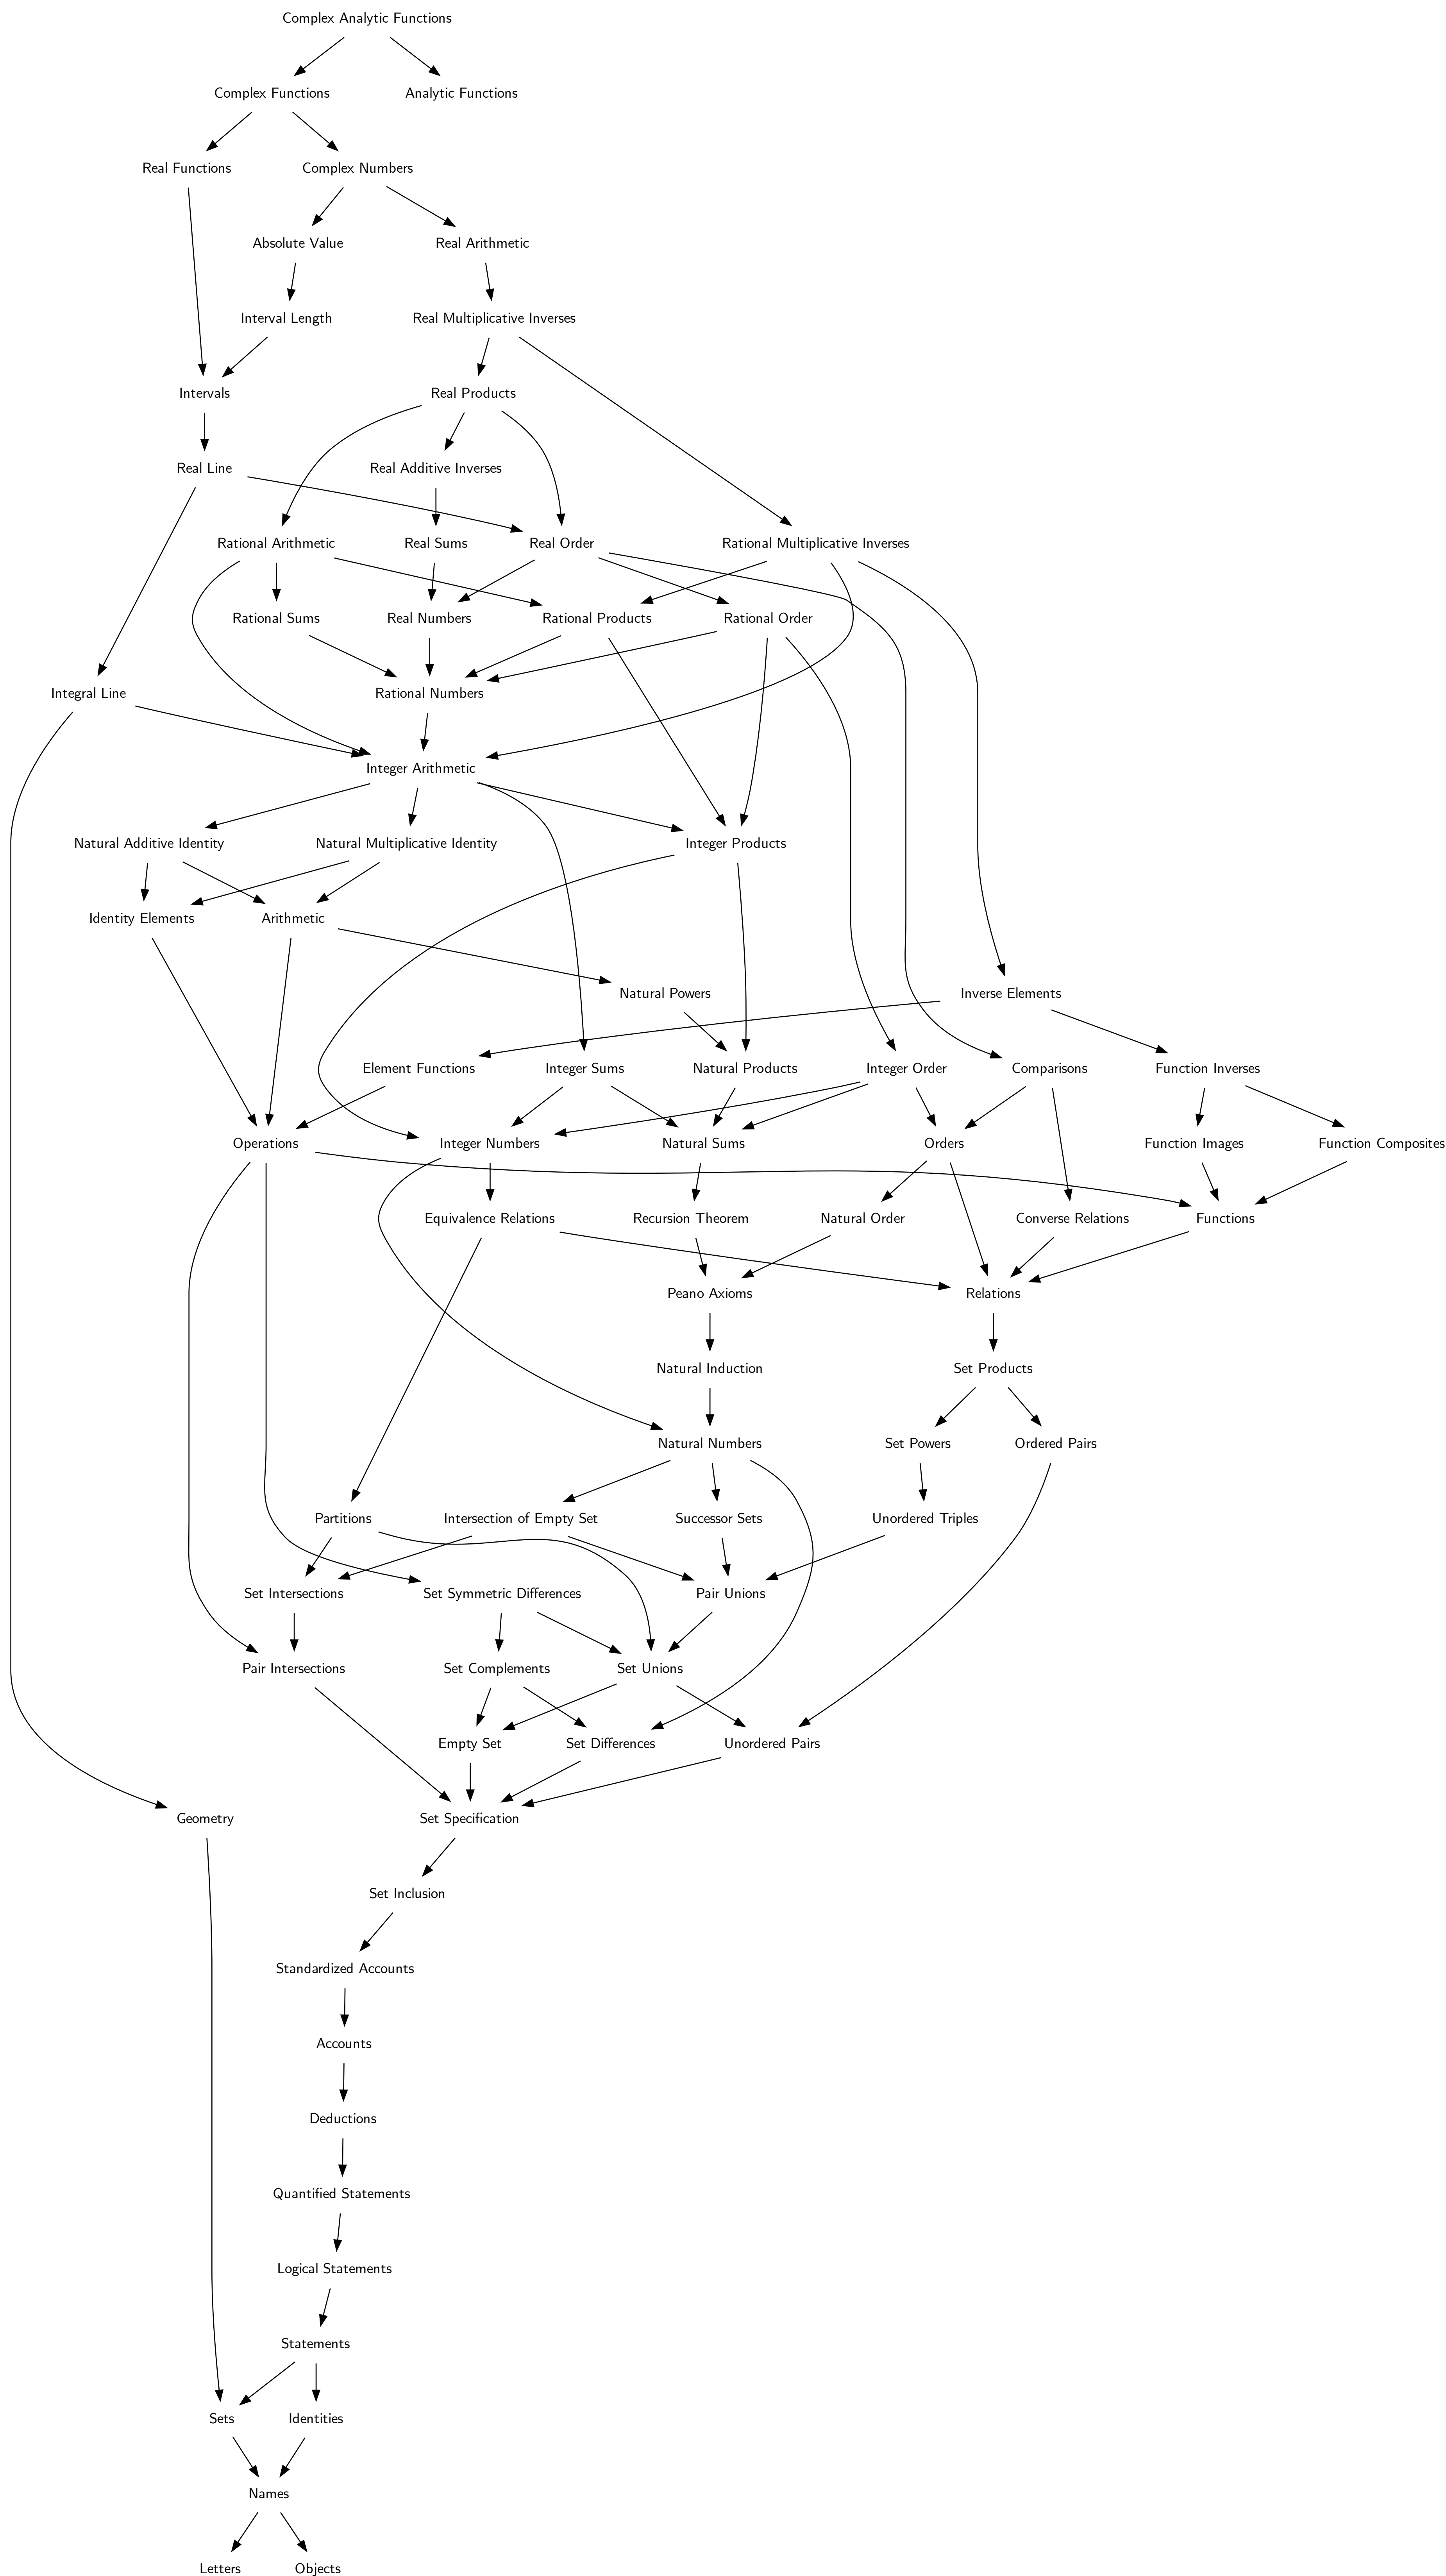 Complex Analytic Functions
Complex Functions
Analytic Functions
Real Functions
Complex Numbers
Absolute Value
Real Arithmetic
Interval Length
Real Multiplicative Inverses
Intervals
Real Products
Real Line
Real Additive Inverses
Rational Arithmetic
Real Sums
Real Order
Rational Multiplicative Inverses
Rational Sums
Real Numbers
Rational Products
Rational Order
Integral Line
Rational Numbers
Integer Arithmetic
Natural Additive Identity
Natural Multiplicative Identity
Integer Products
Identity Elements
Arithmetic
Natural Powers
Inverse Elements
Element Functions
Integer Sums
Natural Products
Integer Order
Comparisons
Function Inverses
Operations
Integer Numbers
Natural Sums
Orders
Function Images
Function Composites
Equivalence Relations
Recursion Theorem
Natural Order
Converse Relations
Functions
Peano Axioms
Relations
Natural Induction
Set Products
Natural Numbers
Set Powers
Ordered Pairs
Partitions
Intersection of Empty Set
Successor Sets
Unordered Triples
Set Intersections
Set Symmetric Differences
Pair Unions
Pair Intersections
Set Complements
Set Unions
Empty Set
Set Differences
Unordered Pairs
Geometry
Set Specification
Set Inclusion
Standardized Accounts
Accounts
Deductions
Quantified Statements
Logical Statements
Statements
Sets
Identities
Names
Letters
Objects